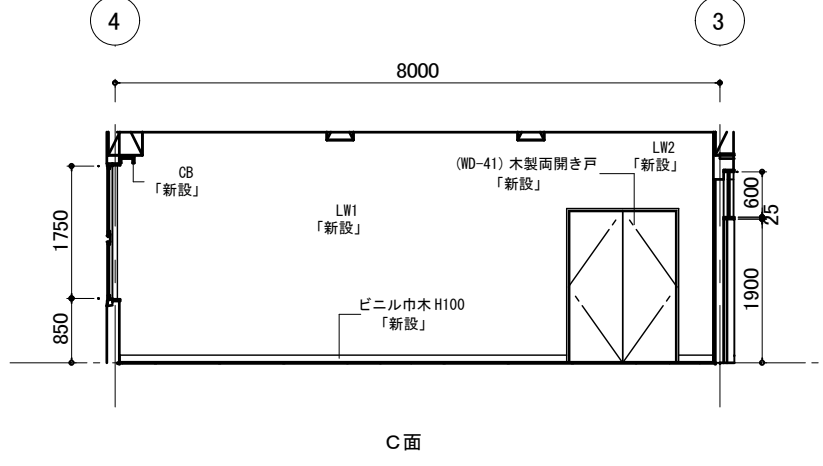 4
3
8000
CB
「新設」
(WD-41) 木製両開き戸
「新設」
LW2
「新設」
LW1
「新設」
1750
850
600
25
1900
ビニル巾木 H100
「新設」
C面